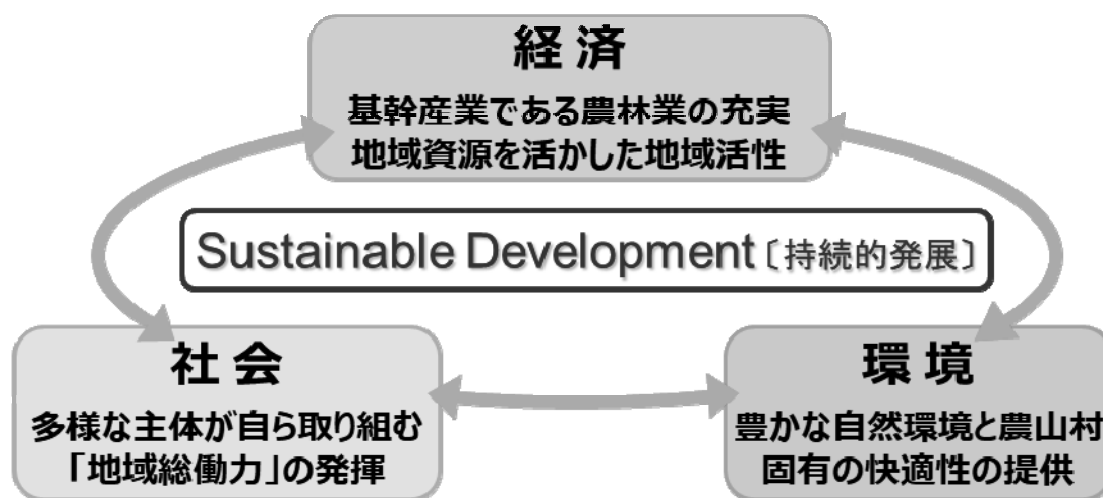 経済
基幹産業である農林業の充実
地域資源を活かした地域活性
Sustainable Development〔持続的発展〕
社会
多様な主体が自ら取り組む
「地域総働力」の発揮
環境
豊かな自然環境と農山村
固有の快適性の提供